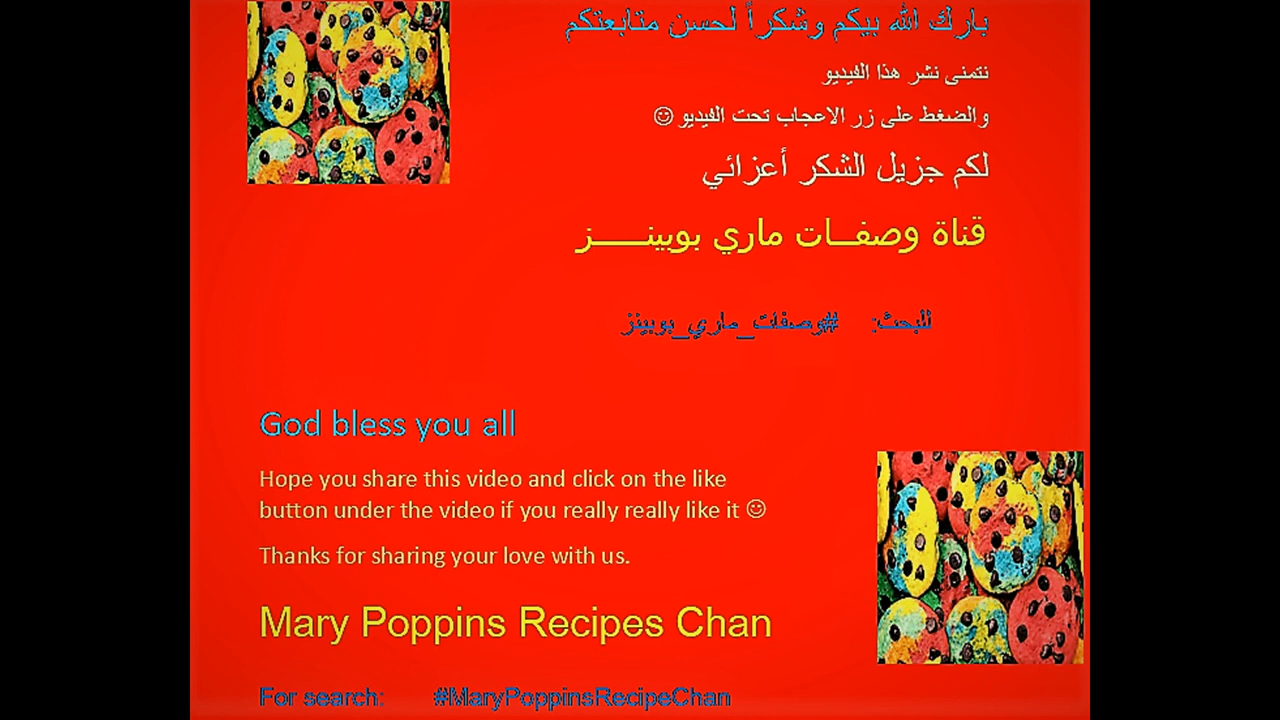 بارك الله بيكم وشكراً لحسن متابعتكم
نتمنى نشر هذا الفيديو
والضغط على زر الاعجاب تحت الفيديو ☺
لكم جزيل الشكر أعزائي
قناة وصفــات ماري بوبينـــــز
للبحث: #وصفات_ماري_بوبينز
God bless you all
Hope you share this video and click on the like
button under the video if you really really like it ☺
Thanks for sharing your love with us.
Mary Poppins Recipes Chan
For search: #MaryPoppinsRecipeChan